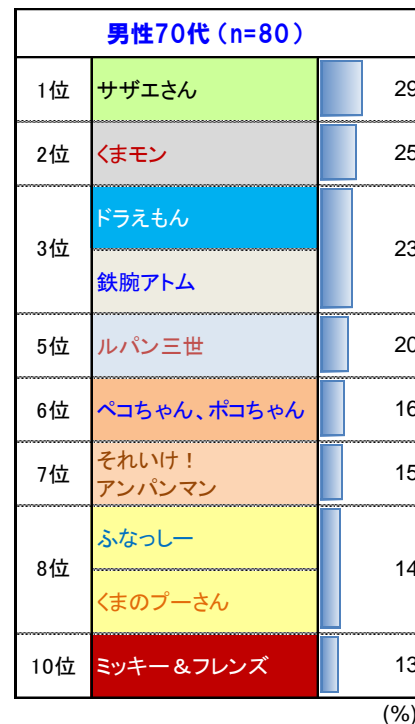 男性70代（n=80）
1位 サザエさん 29
2位 くまモン 25
3位 ドラえもん 23
鉄腕アトム
5位 ルパン三世 20
6位 ペコちゃん、ポコちゃん 16
7位 それいけ！ 15
アンパンマン
8位 ふなっしー 14
くまのプーさん
10位 ミッキー＆フレンズ 13
(%)